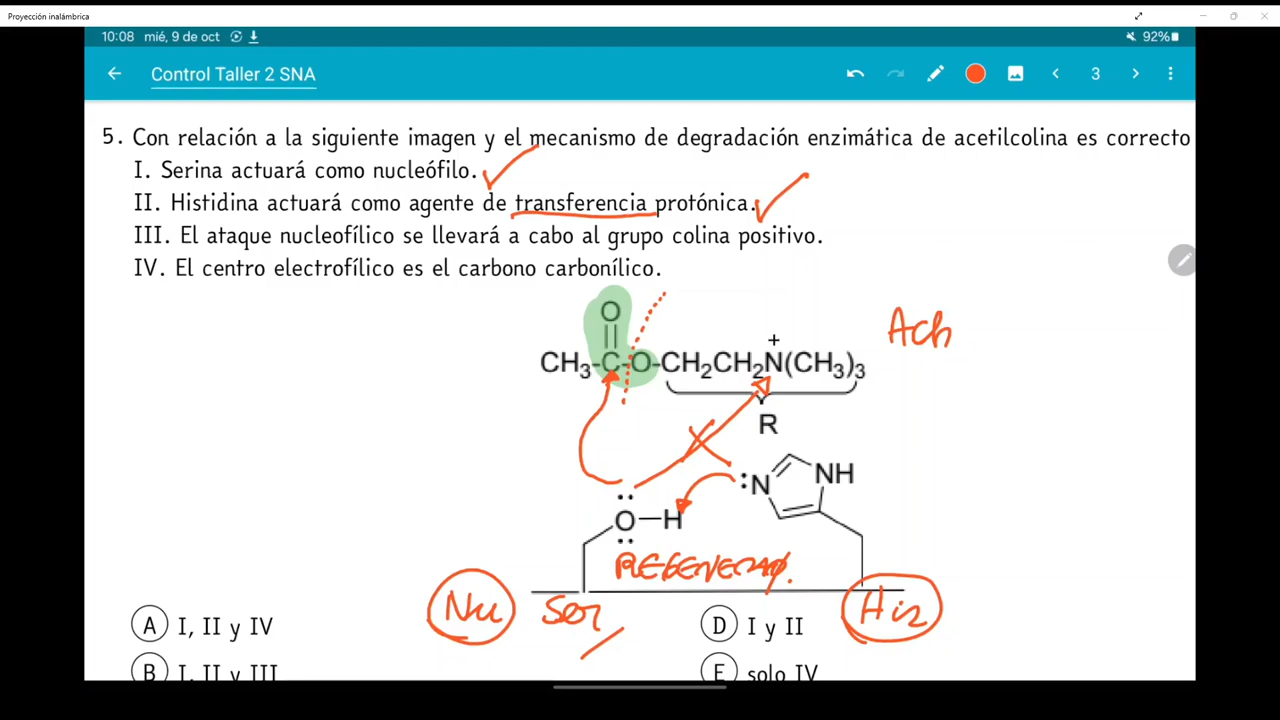 Proyección inalámbrica
10:08 mié, 9 de oct 92%
Control Taller 2 SNA 3
5. Con relación a la siguiente imagen y el mecanismo de degradación enzimática de acetilcolina es correcto
I. Serina actuará como nucleófilo.
II. Histidina actuará como agente de transferencia protónica.
III. El ataque nucleofílico se llevará a cabo al grupo colina positivo.
IV. El centro electrofílico es el carbono carbonílico.
O
+
Ach
CH3-C-O-CH2CH2N(CH3)3
R
:N NH
O—H
Nu Ser His
A I, II y IV
D I y II
B I, II y III
E solo IV